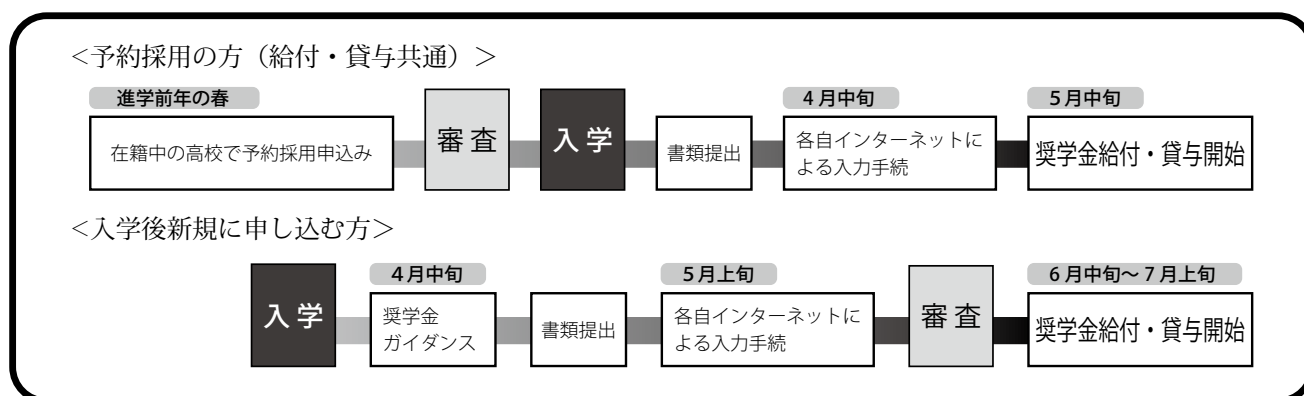 <予約採用の方（給付・貸与共通）>
進学前年の春
在籍中の高校で予約採用申込み
審査
入学
書類提出
4月中旬
各自インターネットに
よる入力手続
5月中旬
奨学金給付・貸与開始
<入学後新規に申し込む方>
入学
4月中旬
奨学金
ガイダンス
書類提出
5月上旬
各自インターネットに
よる入力手続
審査
6月中旬～7月上旬
奨学金給付・貸与開始